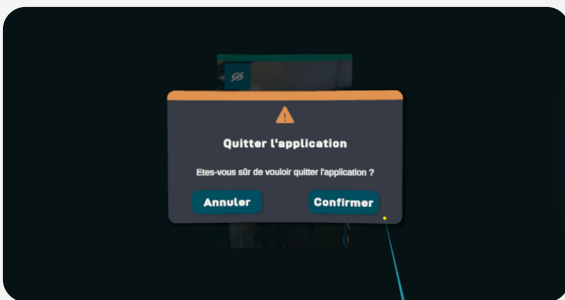 Quitter l'application
Etes-vous sûr de vouloir quitter l'application ?
Annuler
Confirmer